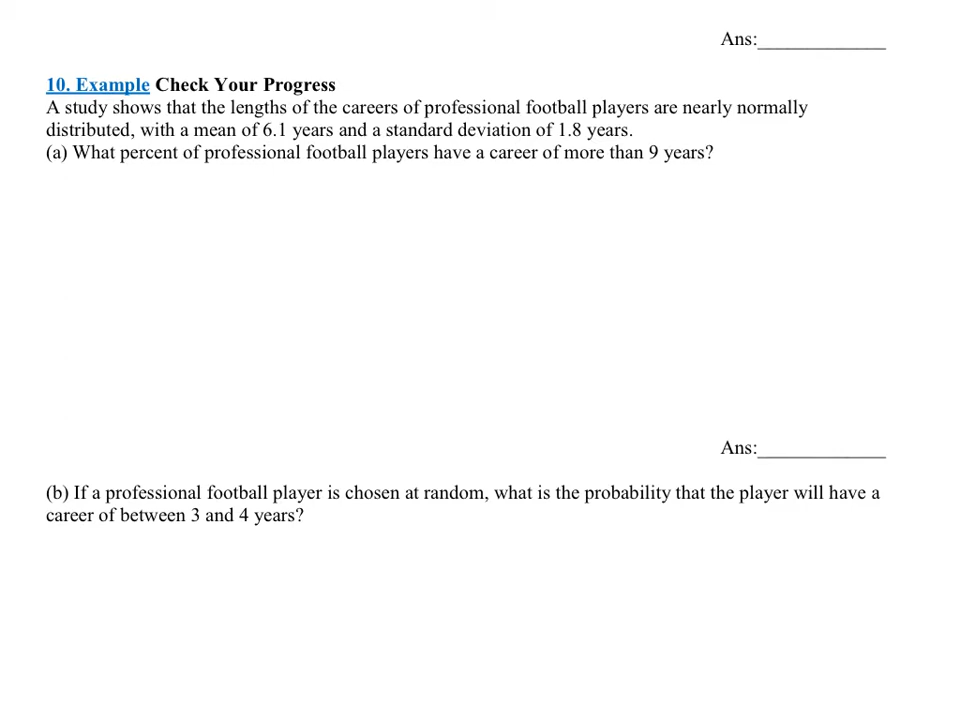 Ans:_____________
10. Example Check Your Progress
A study shows that the lengths of the careers of professional football players are nearly normally
distributed, with a mean of 6.1 years and a standard deviation of 1.8 years.
(a) What percent of professional football players have a career of more than 9 years?
Ans:_____________
(b) If a professional football player is chosen at random, what is the probability that the player will have a
career of between 3 and 4 years?